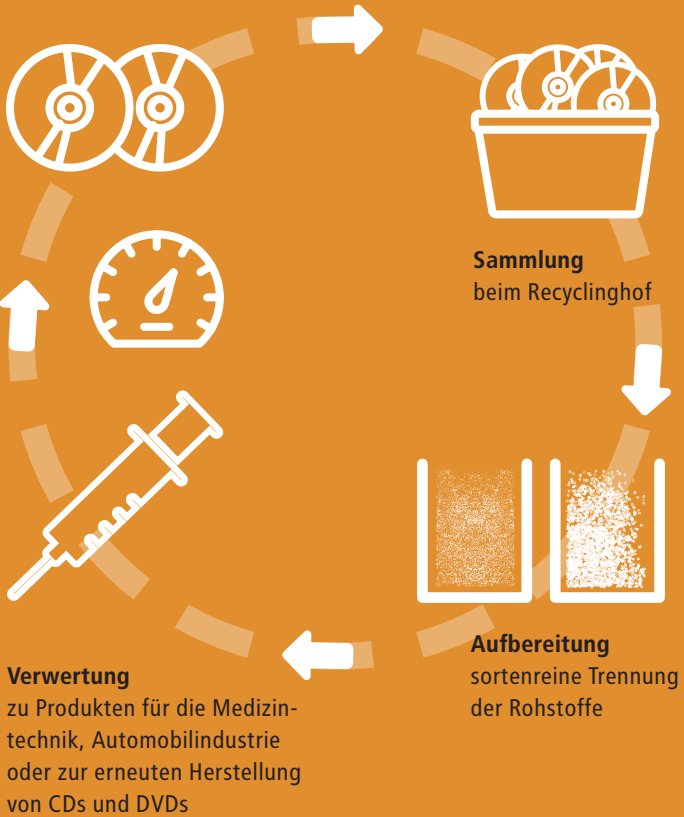 Sammlung
beim Recyclinghof
Aufbereitung
sortenreine Trennung
der Rohstoffe
Verwertung
zu Produkten für die Medizin-
technik, Automobilindustrie
oder zur erneuten Herstellung
von CDs und DVDs